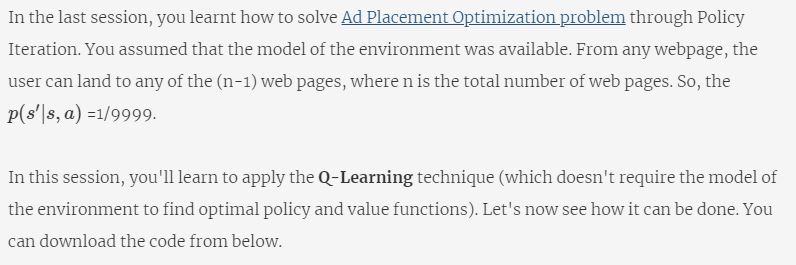 In the last session, you learnt how to solve Ad Placement Optimization problem through Policy
Iteration. You assumed that the model of the environment was available. From any webpage, the
user can land to any of the (n-1) web pages, where n is the total number of web pages. So, the
p(s′|s, a) =1/9999.
In this session, you'll learn to apply the Q-Learning technique (which doesn't require the model of
the environment to find optimal policy and value functions). Let's now see how it can be done. You
can download the code from below.